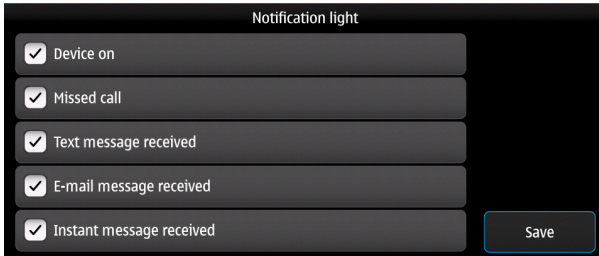 Notification light
Device on
Missed call
Text message received
E-mail message received
Instant message received
Save